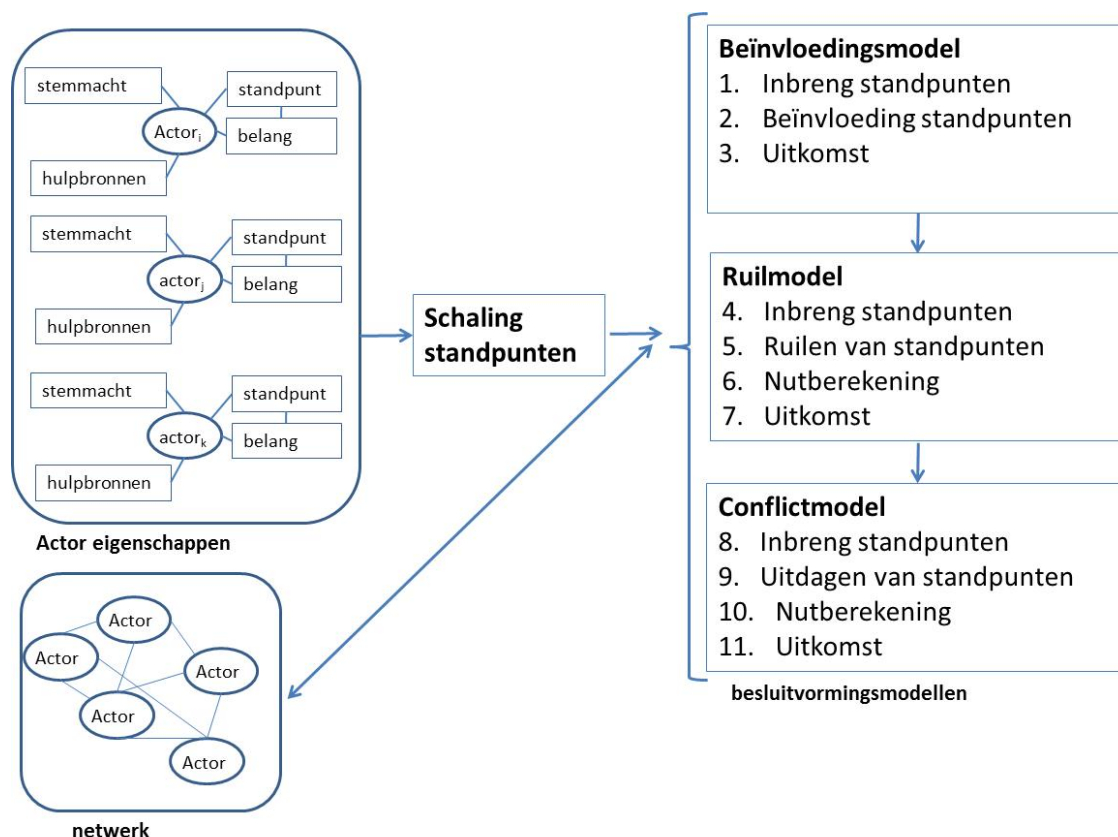 stemmacht
standpunt
Actorᵢ
belang
hulpbronnen
stemmacht
standpunt
actorⱼ
belang
hulpbronnen
stemmacht
standpunt
actorₖ
belang
hulpbronnen
Actor eigenschappen
Actor
Actor
Actor
Actor
Actor
netwerk
Schaling
standpunten
Beïnvloedingsmodel
1. Inbreng standpunten
2. Beïnvloeding standpunten
3. Uitkomst
Ruilmodel
4. Inbreng standpunten
5. Ruilen van standpunten
6. Nutberekening
7. Uitkomst
Conflictmodel
8. Inbreng standpunten
9. Uitdagen van standpunten
10. Nutberekening
11. Uitkomst
besluitvormingsmodellen